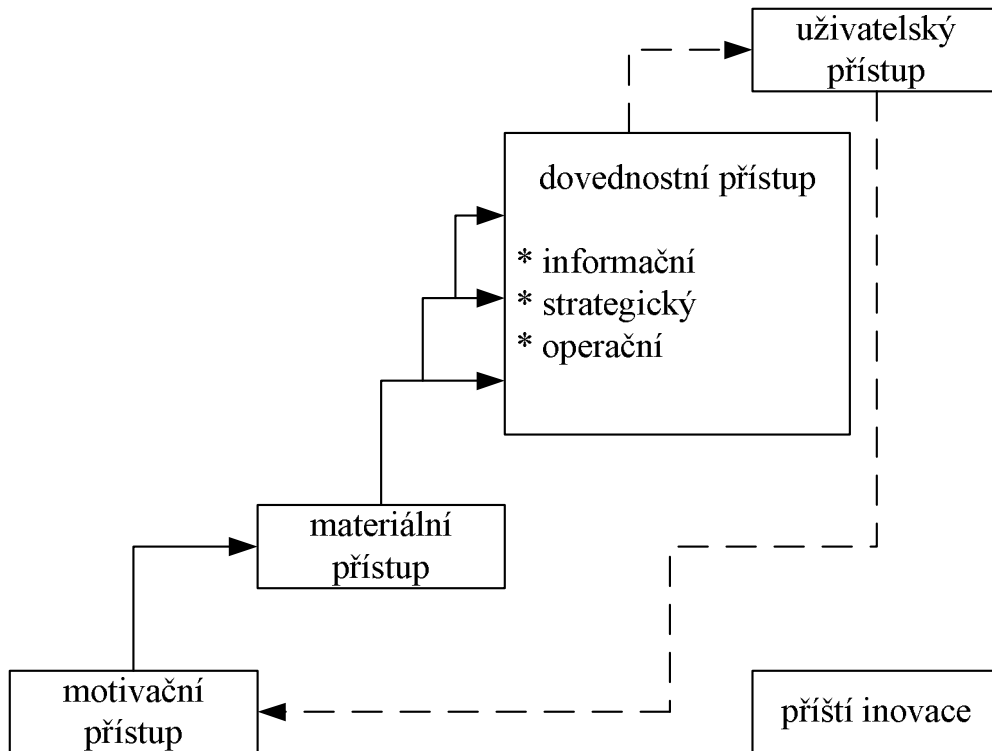 uživatelský
přístup
dovednostní přístup
* informační
* strategický
* operační
materiální
přístup
motivační
přístup
příští inovace